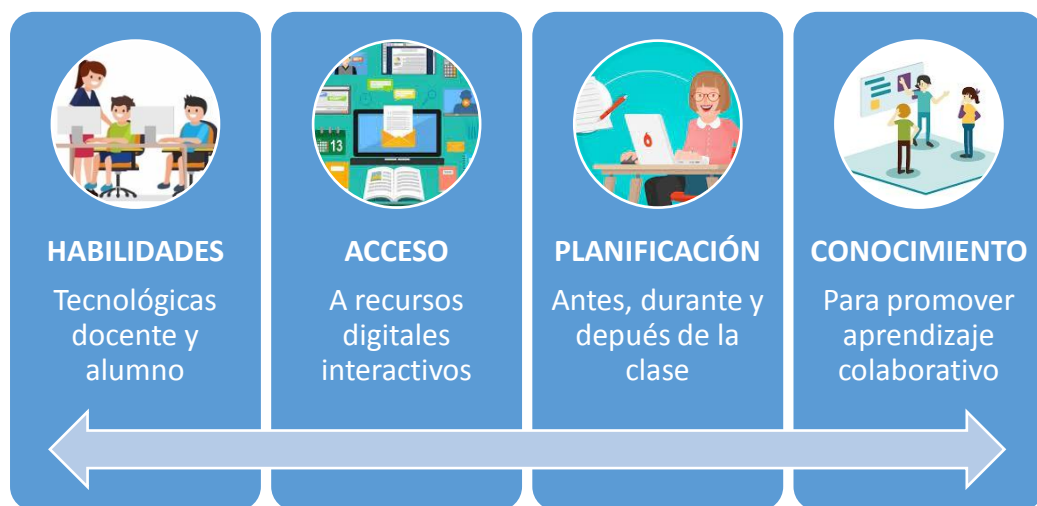 13
HABILIDADES
Tecnológicas
docente y
alumno
ACCESO
A recursos
digitales
interactivos
PLANIFICACIÓN
Antes, durante y
depués de la
clase
CONOCIMIENTO
Para promover
aprendizaje
colaborativo